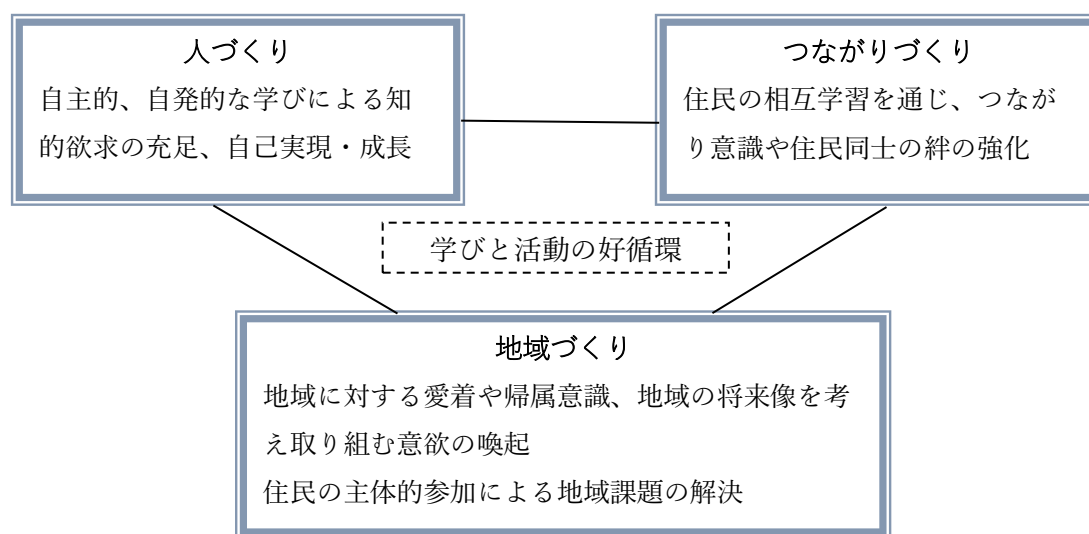 人づくり
自主的、自発的な学びによる知
的欲求の充足、自己実現・成長
つながりづくり
住民の相互学習を通じ、つなが
り意識や住民同士の絆の強化
学びと活動の好循環
地域づくり
地域に対する愛着や帰属意識、地域の将来像を考
え取り組む意欲の喚起
住民の主体的参加による地域課題の解決